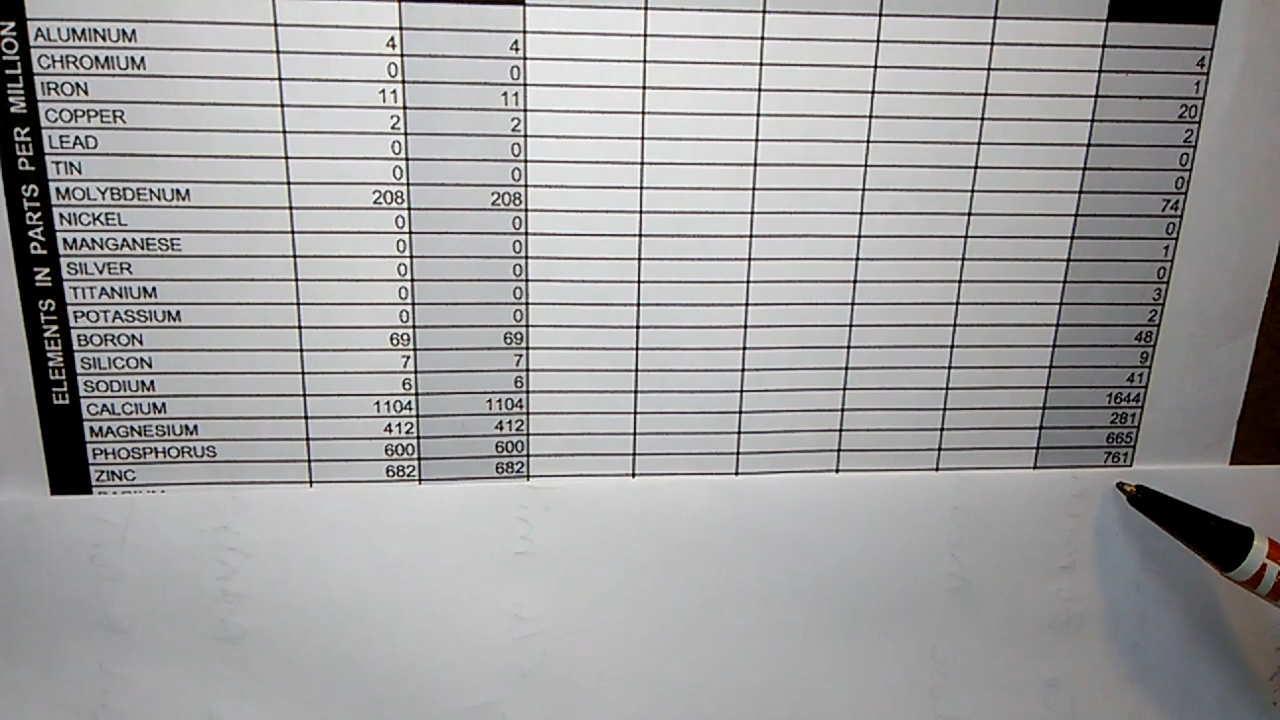 ELEMENTS IN PARTS PER MILLION
ALUMINUM 4 4 4
CHROMIUM 0 0 1
IRON 11 11 20
COPPER 2 2 2
LEAD 0 0 0
TIN 0 0 0
MOLYBDENUM 208 208 74
NICKEL 0 0 0
MANGANESE 0 0 1
SILVER 0 0 0
TITANIUM 0 0 3
POTASSIUM 0 0 2
BORON 69 69 48
SILICON 7 7 9
SODIUM 6 6 41
CALCIUM 1104 1104 1644
MAGNESIUM 412 412 281
PHOSPHORUS 600 600 665
ZINC 682 682 761